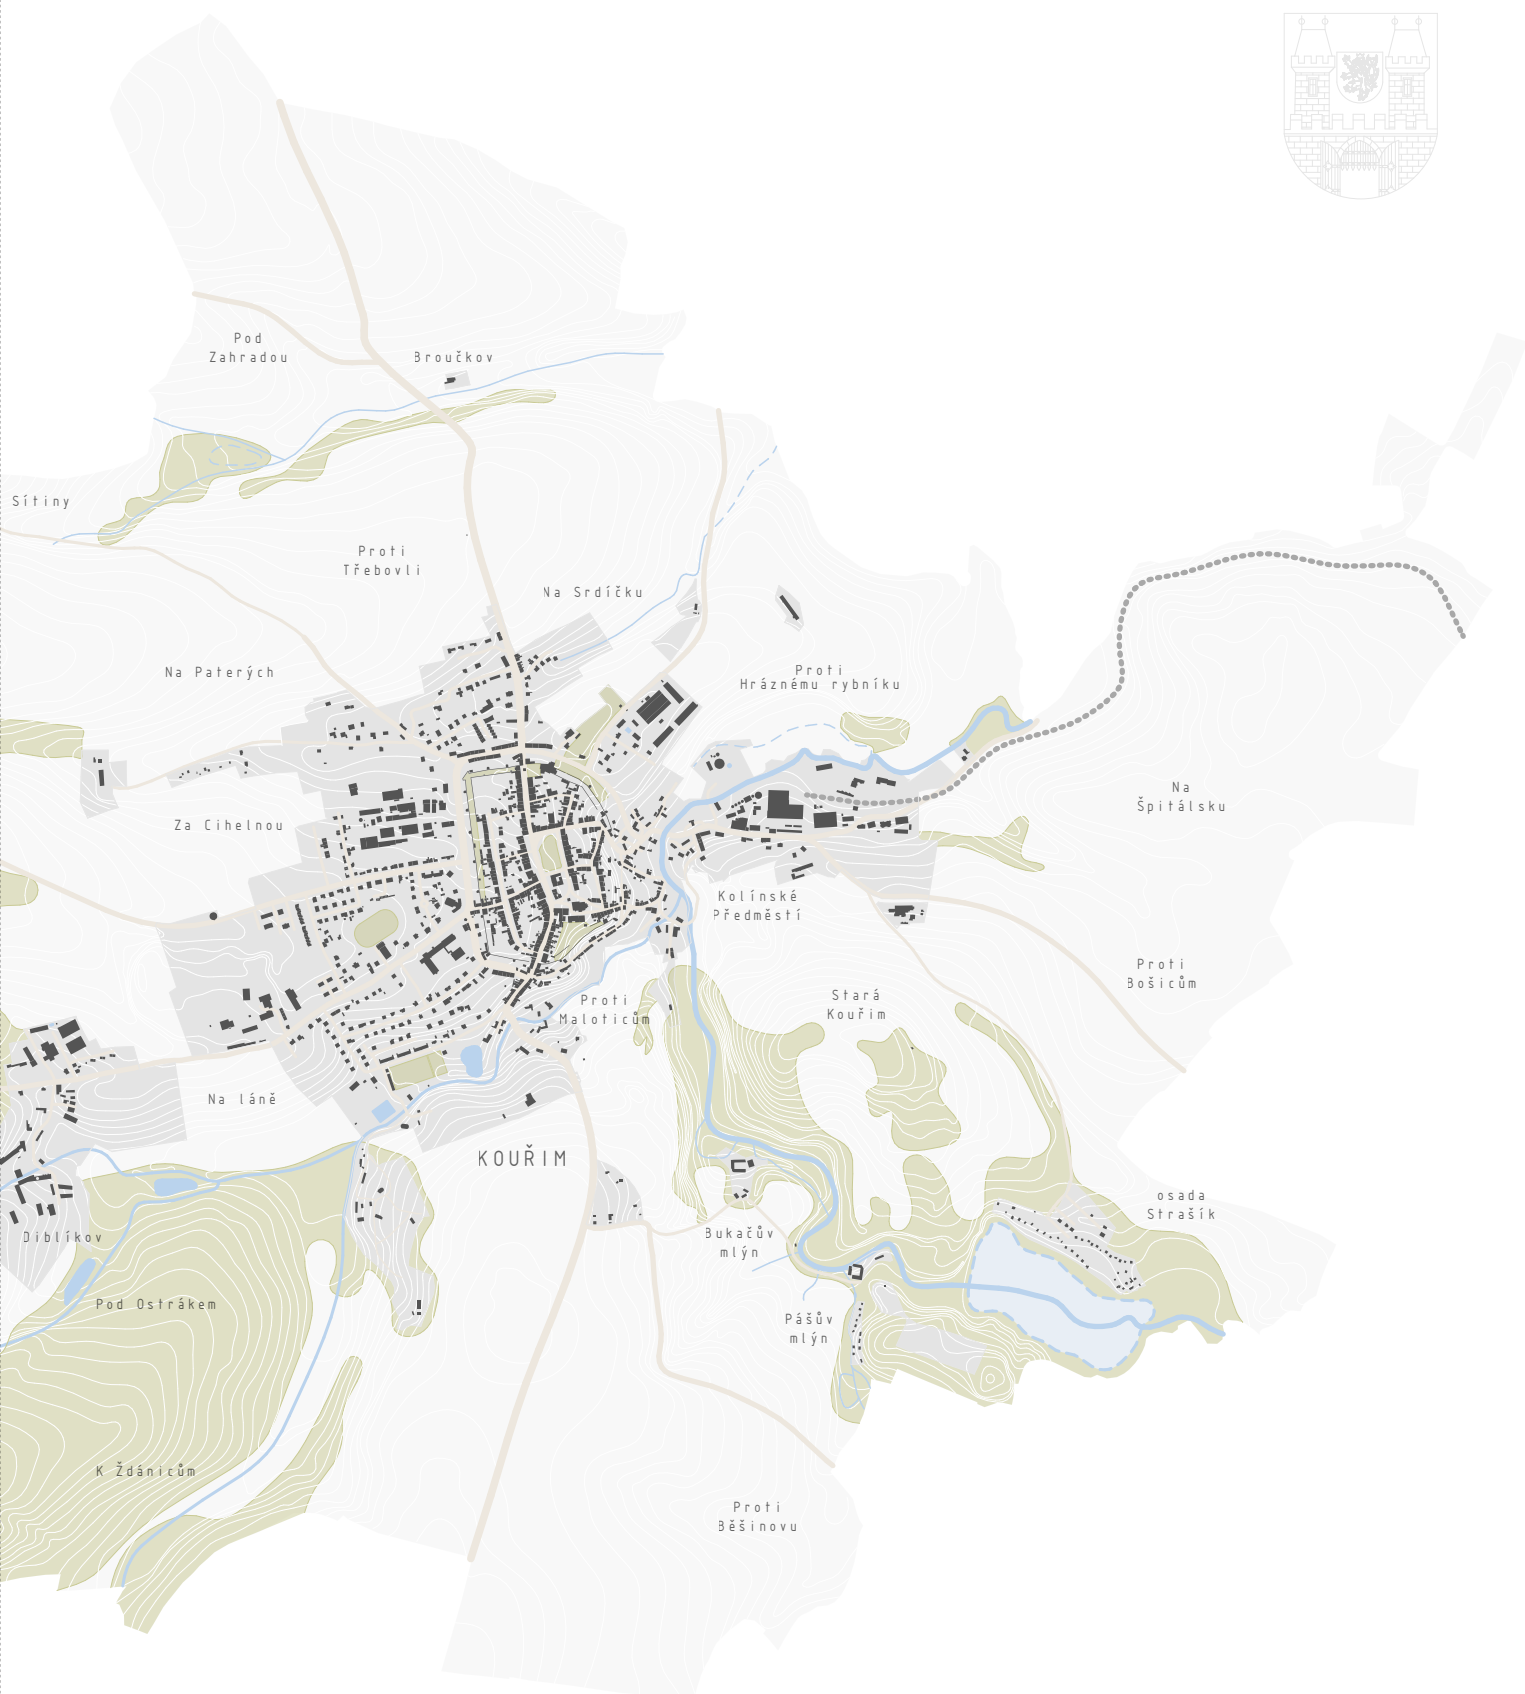 Pod
Zahradou
Broučkov
Sítiny
Proti
Třebovli
Na Srdíčku
Na Paterých
Proti
Hráznému rybníku
Na
Špitálsku
Za Cihelnou
Kolínské
Předměstí
Proti
Bošicům
Stará
Kouřim
Proti
Maloticům
Na láně
KOUŘIM
osada
Strašík
Diblíkov
Bukačův
mlýn
Pod Ostrákem
Pášův
mlýn
K Ždánicům
Proti
Běšinovu